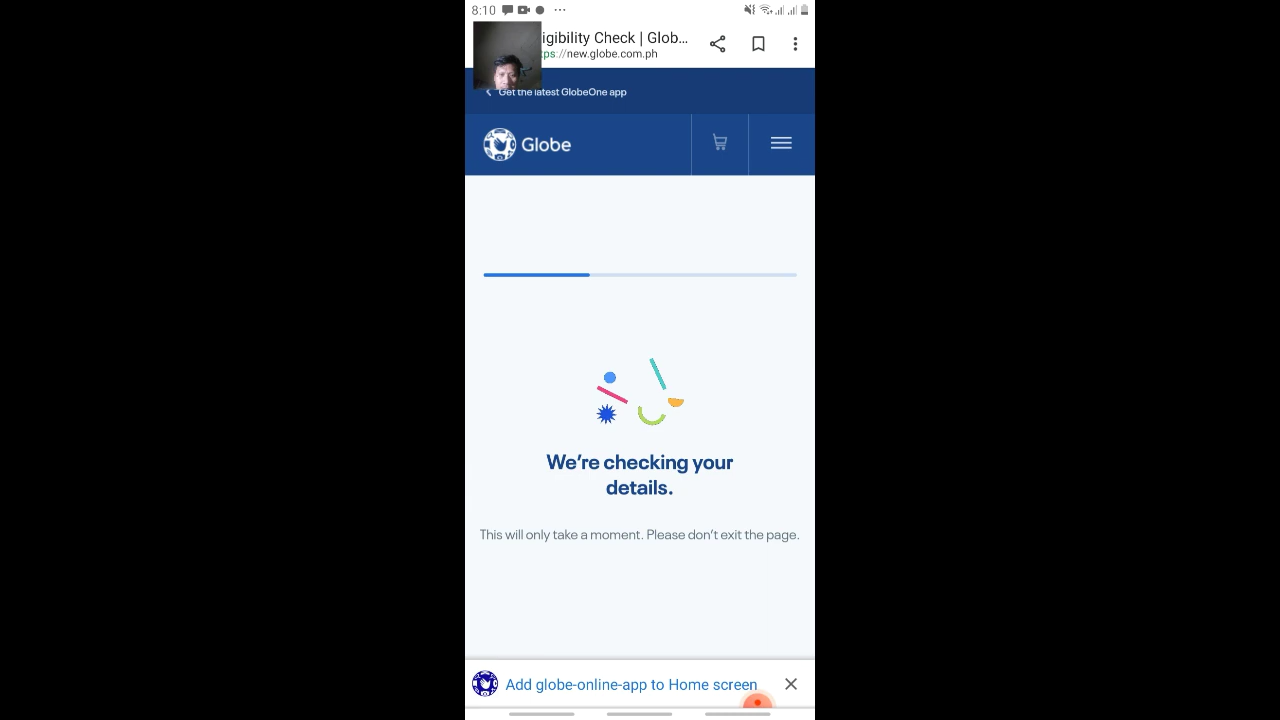 8:10
igibility Check | Glob...
ps://new.globe.com.ph
Get the latest GlobeOne app
Globe
We're checking your
details.
This will only take a moment. Please don't exit the page.
Add globe-online-app to Home screen